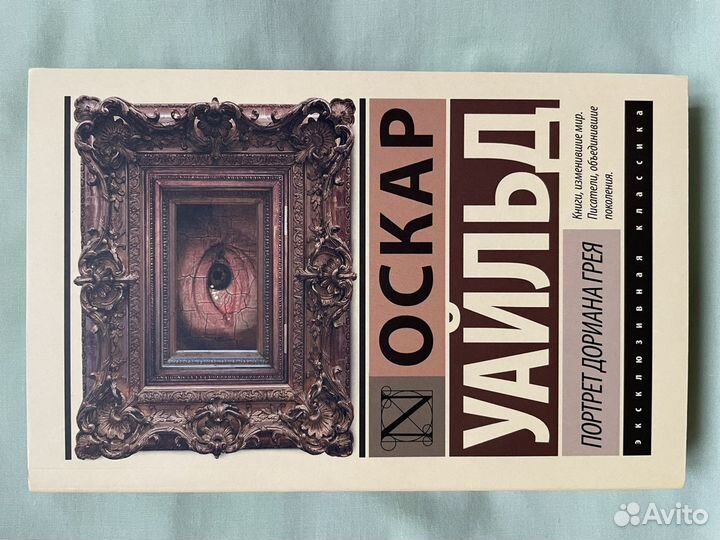 ОСКАР
УАЙЛЬД
ПОРТРЕТ ДОРИАНА ГРЕЯ
Книги, изменившие мир.
Писатели, объединившие
поколения.
эксклюзивная классика
Avito